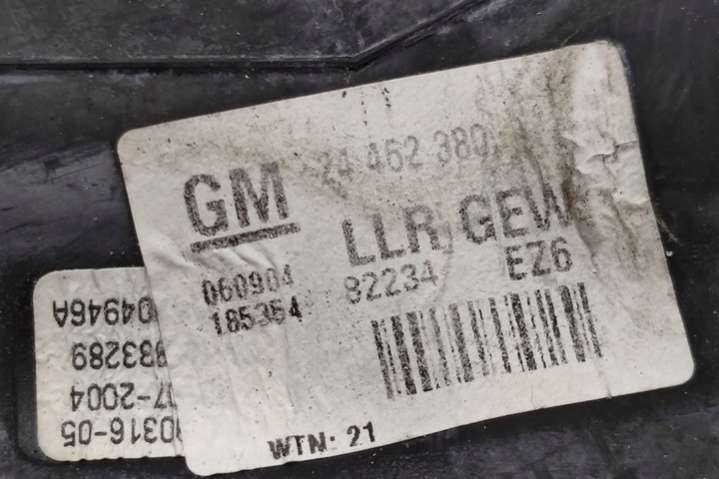 GM
24 462 380
LLR GEW
060904
82234
EZ6
185354
WTN: 21
04946A
883289
07-2004
00316-05